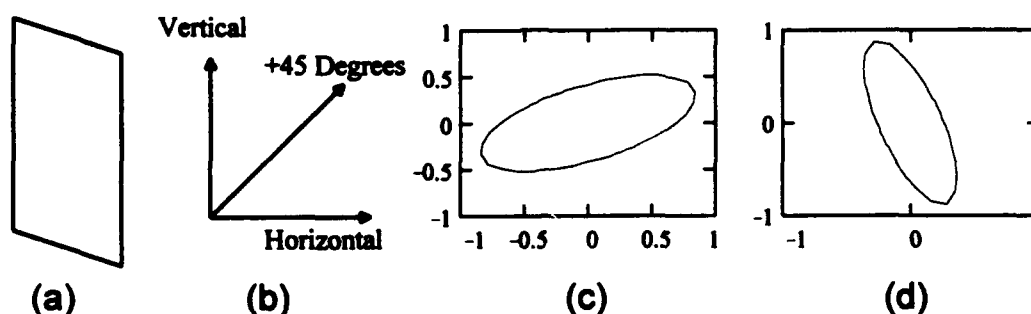 Vertical
+45 Degrees
Horizontal
1
0.5
0
-0.5
-1
-1 -0.5 0 0.5 1
1
0
-1
-1 0
(a) (b) (c) (d)